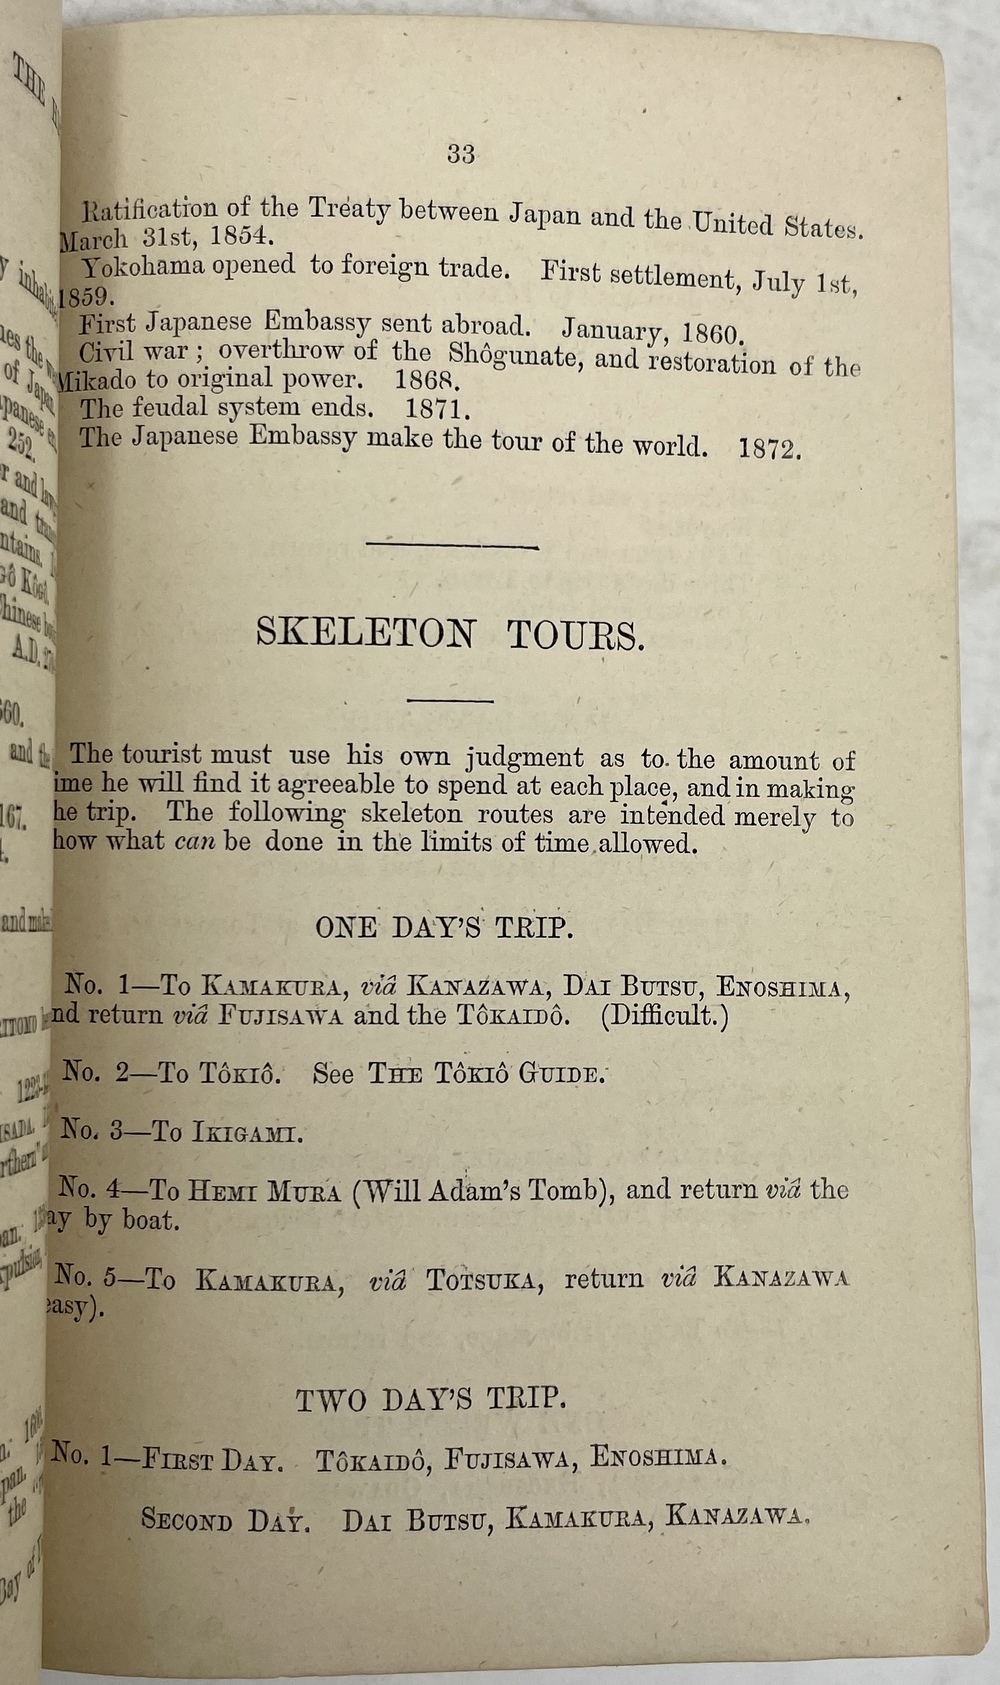 33
Ratification of the Treaty between Japan and the United States.
March 31st, 1854.
Yokohama opened to foreign trade. First settlement, July 1st,
1859.
First Japanese Embassy sent abroad. January, 1860.
Civil war; overthrow of the Shôgunate, and restoration of the
Mikado to original power. 1868.
The feudal system ends. 1871.
The Japanese Embassy make the tour of the world. 1872.
SKELETON TOURS.
The tourist must use his own judgment as to the amount of
ime he will find it agreeable to spend at each place, and in making
he trip. The following skeleton routes are intended merely to
how what can be done in the limits of time allowed.
ONE DAY'S TRIP.
No. 1—To KAMAKURA, viâ KANAZAWA, DAI BUTSU, ENOSHIMA,
nd return viâ FUJISAWA and the TÔKAIDÔ. (Difficult.)
No. 2—To TÔKIÔ. See THE TÔKIÔ GUIDE.
No. 3—To IKIGAMI.
No. 4—To HEMI MURA (Will Adam's Tomb), and return viâ the
ay by boat.
No. 5—To KAMAKURA, viâ TOTSUKA, return viâ KANAZAWA
easy).
TWO DAY'S TRIP.
No. 1—FIRST DAY. TÔKAIDÔ, FUJISAWA, ENOSHIMA.
SECOND DAY. DAI BUTSU, KAMAKURA, KANAZAWA.